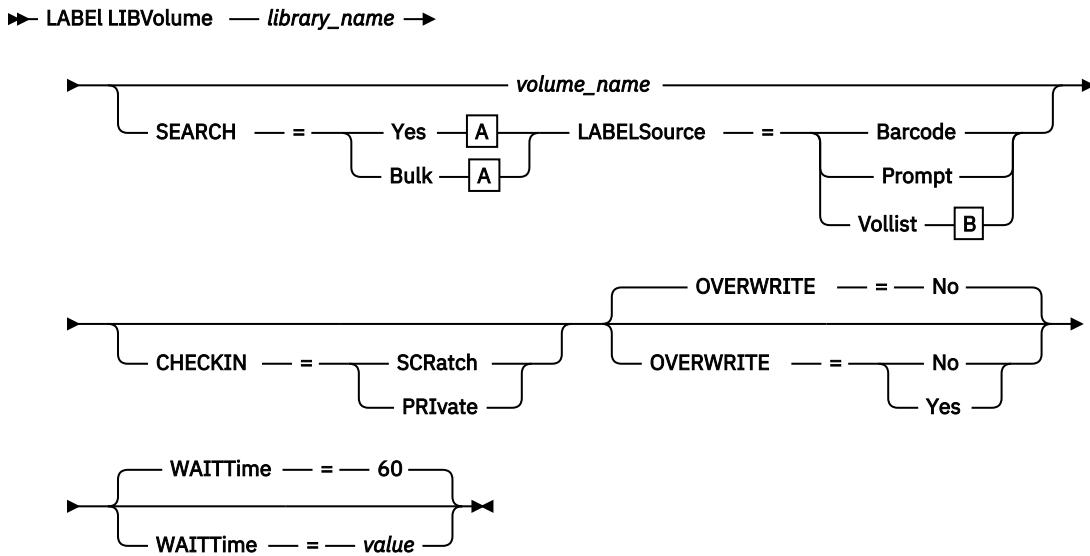 LABEl LIBVolume library_name
volume_name
SEARCH = Yes A LABELSource = Barcode
Bulk A Prompt
Vollist B
OVERWRITE = No
CHECKIN = SCRatch OVERWRITE = No
PRIvate Yes
WAITTime = 60
WAITTime = value